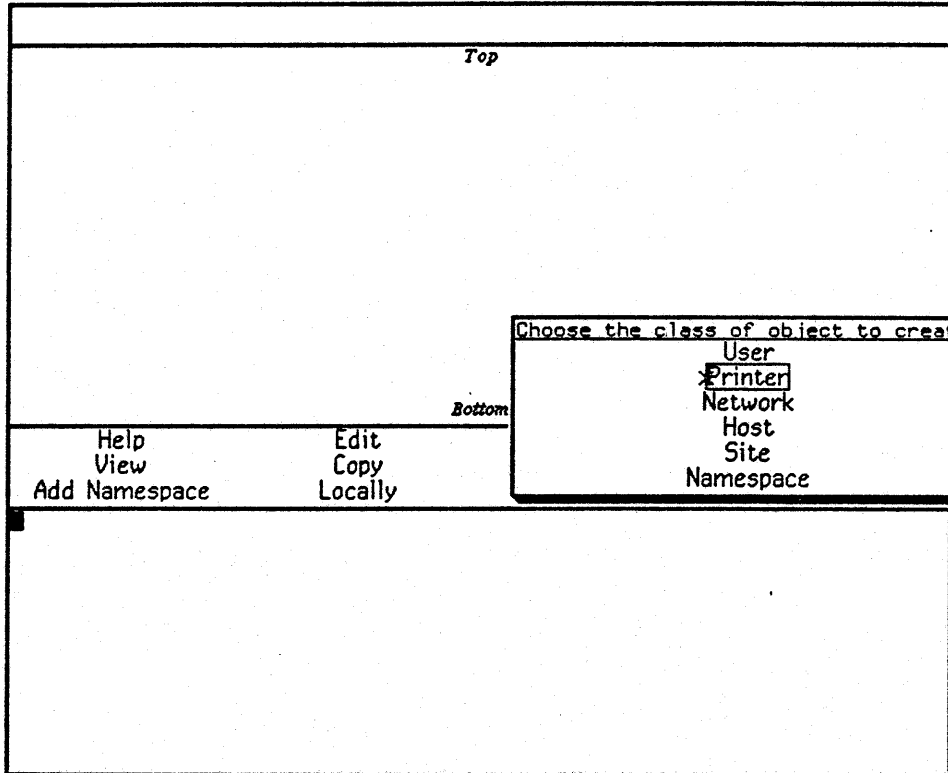 Top
Choose the class of object to crea
User
Printer
Network
Host
Site
Namespace
Bottom
Help Edit
View Copy
Add Namespace Locally